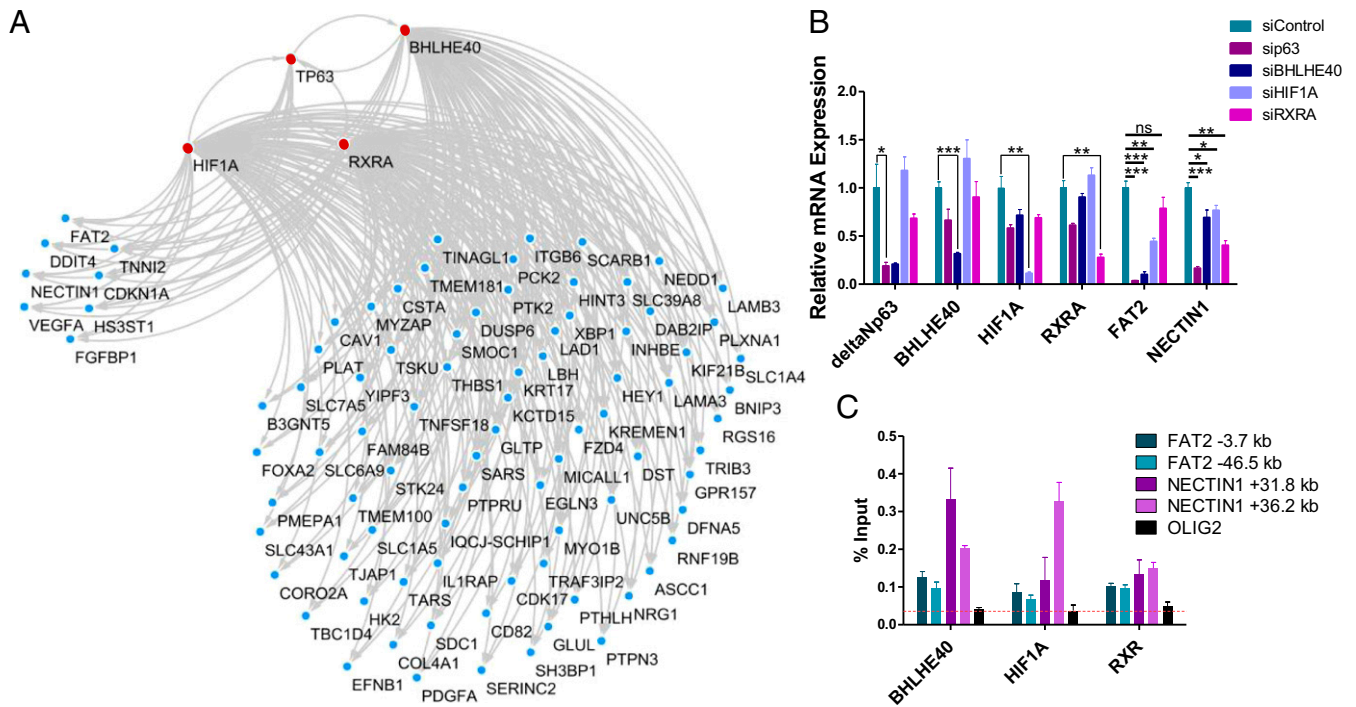 A
BHLHE40
TP63
HIF1A
RXRA
FAT2
DDIT4
TNNI2
NECTIN1
CDKN1A
VEGFA
HS3ST1
FGFBP1
TINAGL1
ITGB6
SCARB1
NEDD1
TMEM181
PCK2
LAMB3
CSTA
PTK2
HINT3
SLC39A8
MYZAP
DUSP6
XBP1
DAB2IP
PLXNA1
CAV1
SMOC1
LAD1
INHBE
PLAT
TSKU
LBH
KIF21B
SLC1A4
YIPF3
THBS1
KRT17
HEY1
LAMA3
BNIP3
SLC7A5
TNFSF18
KCTD15
KREMEN1
RGS16
B3GNT5
FAM84B
GLTP
FZD4
FOXA2
SLC6A9
SARS
MICALL1
DST
TRIB3
STK24
GPR157
PTPRU
EGLN3
PMEPA1
TMEM100
UNC5B
DFNA5
SLC43A1
SLC1A5
IQCJ-SCHIP1
MYO1B
RNF19B
CORO2A
TJAP1
IL1RAP
TRAF3IP2
ASCC1
TARS
CDK17
TBC1D4
HK2
PTHLH
NRG1
SDC1
CD82
GLUL
COL4A1
SH3BP1
PTPN3
EFNB1
PDGFA
SERINC2
B
siControl
sip63
siBHLHE40
siHIF1A
siRXRA
Relative mRNA Expression
2.0
1.5
1.0
0.5
0.0
*
***
**
**
ns
**
***
***
**
*
*
***
deltaNp63
BHLHE40
HIF1A
RXRA
FAT2
NECTIN1
C
FAT2 -3.7 kb
FAT2 -46.5 kb
NECTIN1 +31.8 kb
NECTIN1 +36.2 kb
OLIG2
% Input
0.5
0.4
0.3
0.2
0.1
0.0
BHLHE40
HIF1A
RXR